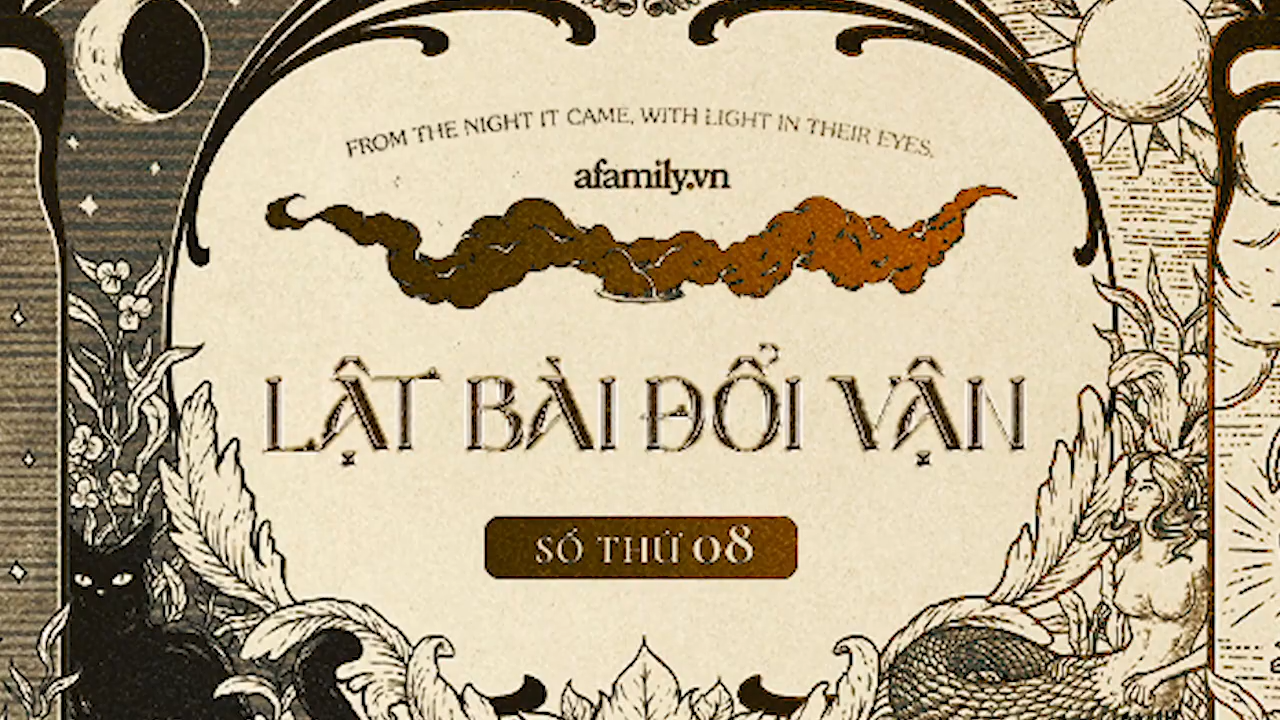 FROM THE NIGHT IT CAME, WITH LIGHT IN THEIR EYES.
afamily.vn
LẬT BÀI ĐỔI VẬN
SỐ THỨ 08